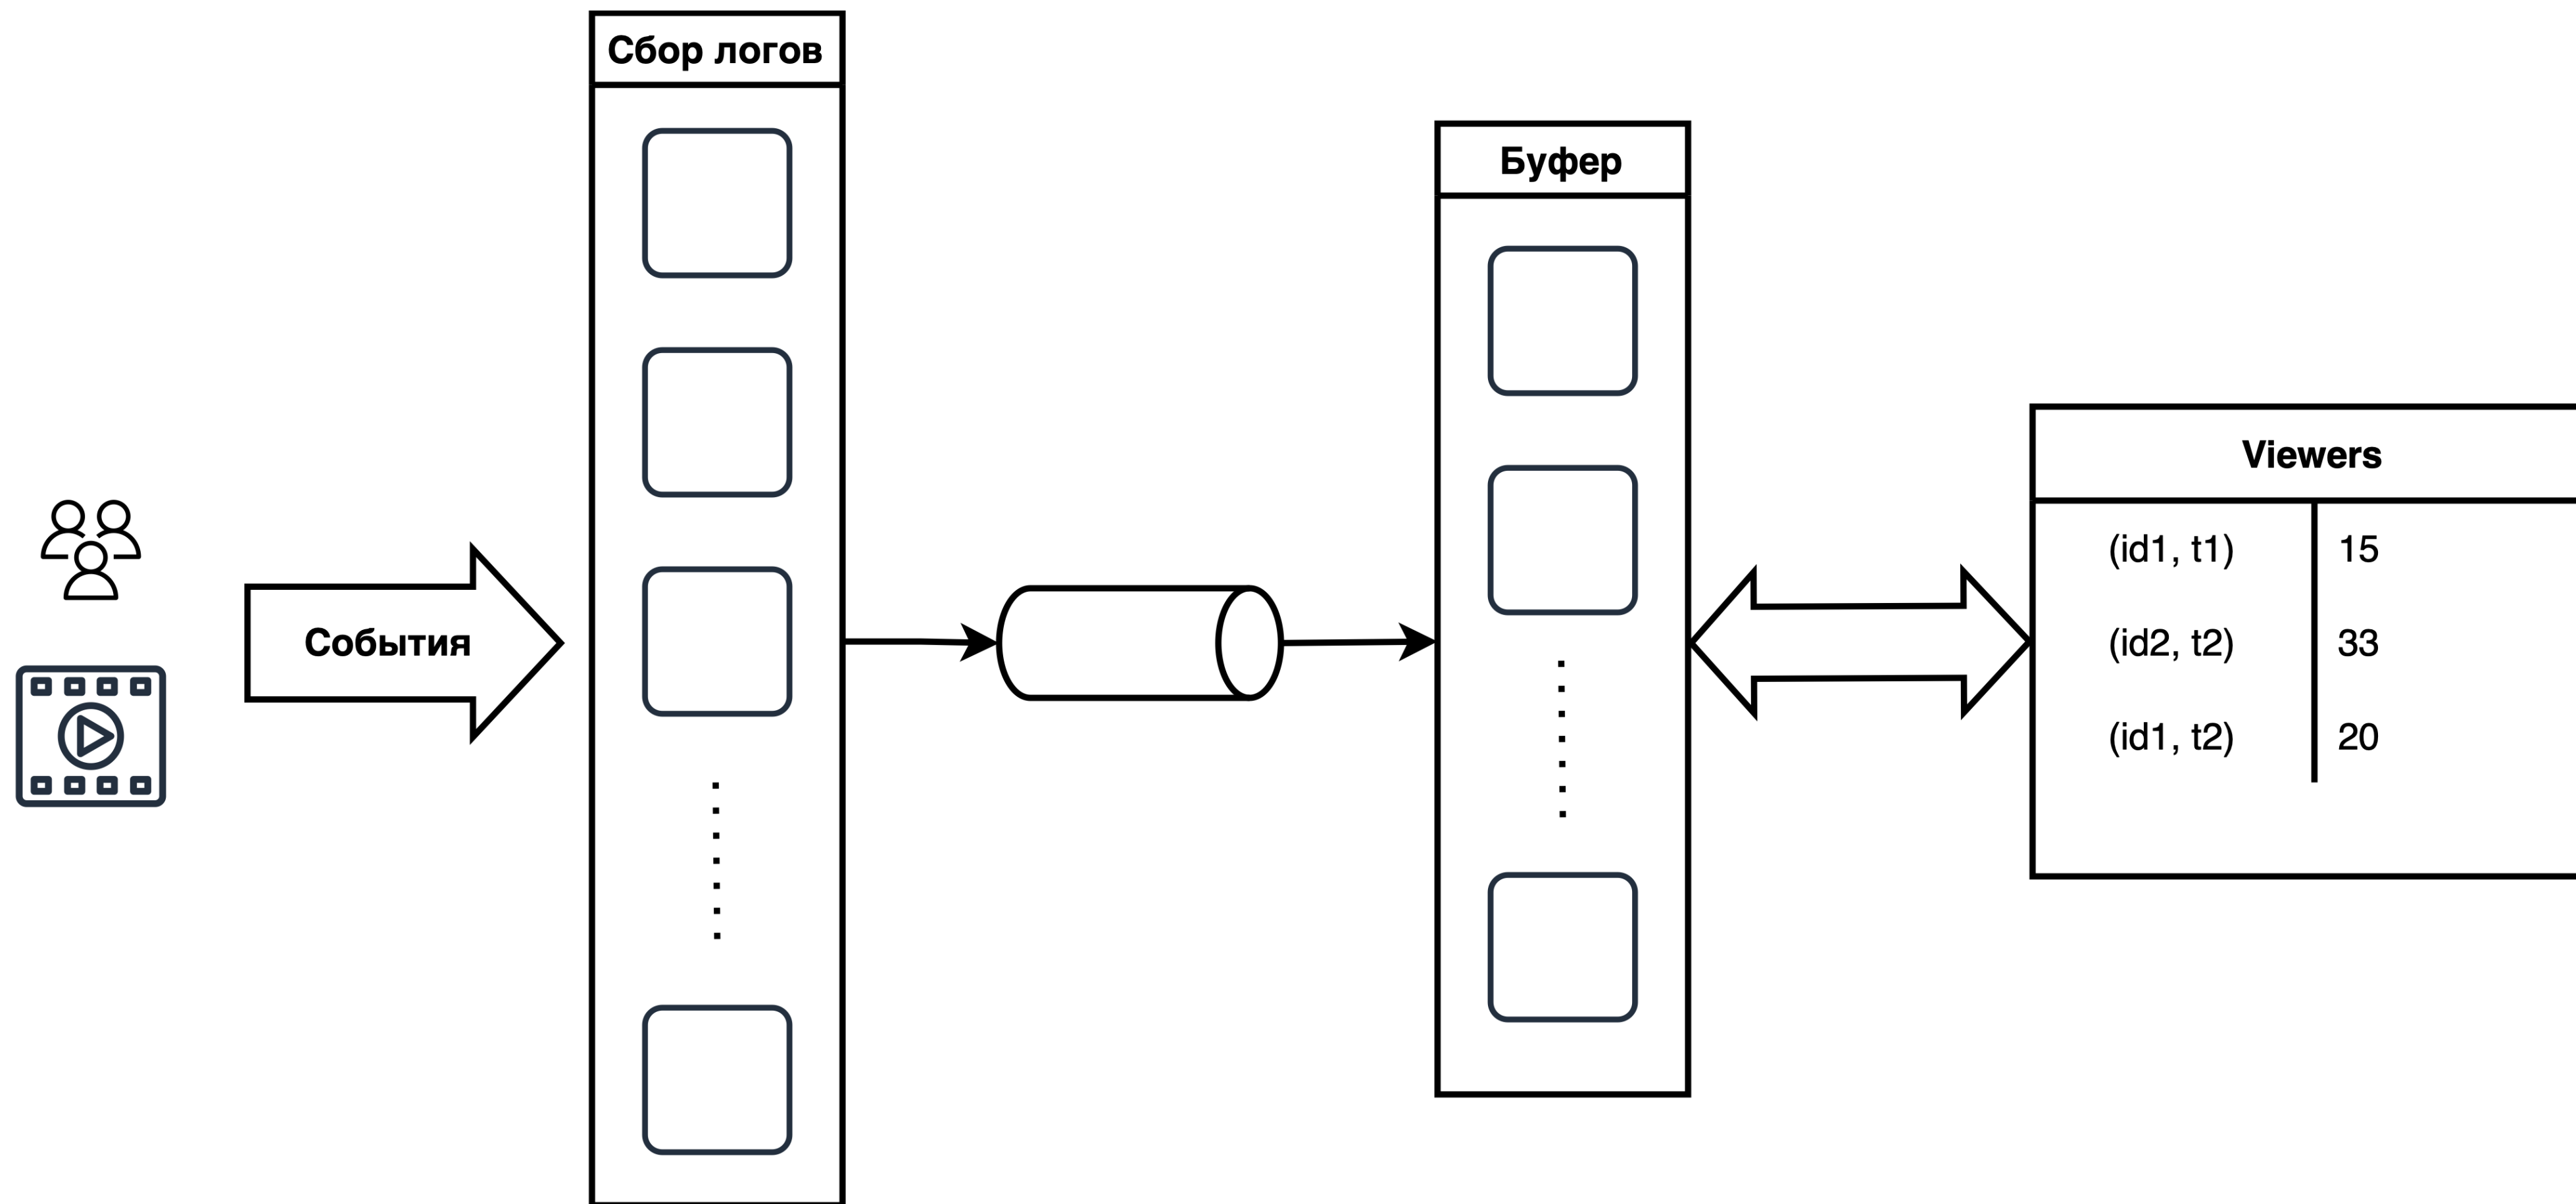 Сбор логов
Буфер
События
Viewers
(id1, t1) 15
(id2, t2) 33
(id1, t2) 20